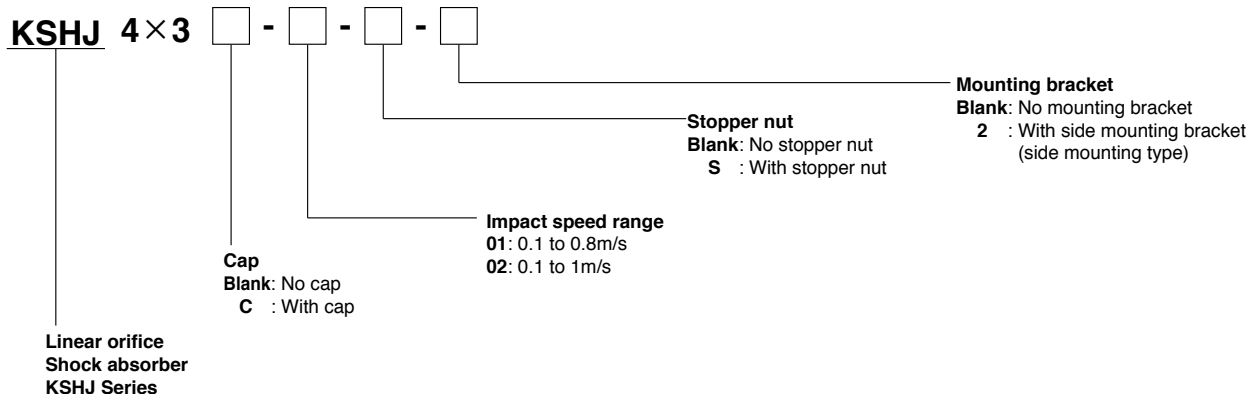 KSHJ 4×3 - - -
Mounting bracket
Blank: No mounting bracket
2 : With side mounting bracket
(side mounting type)
Stopper nut
Blank: No stopper nut
S : With stopper nut
Impact speed range
01: 0.1 to 0.8m/s
02: 0.1 to 1m/s
Cap
Blank: No cap
C : With cap
Linear orifice
Shock absorber
KSHJ Series